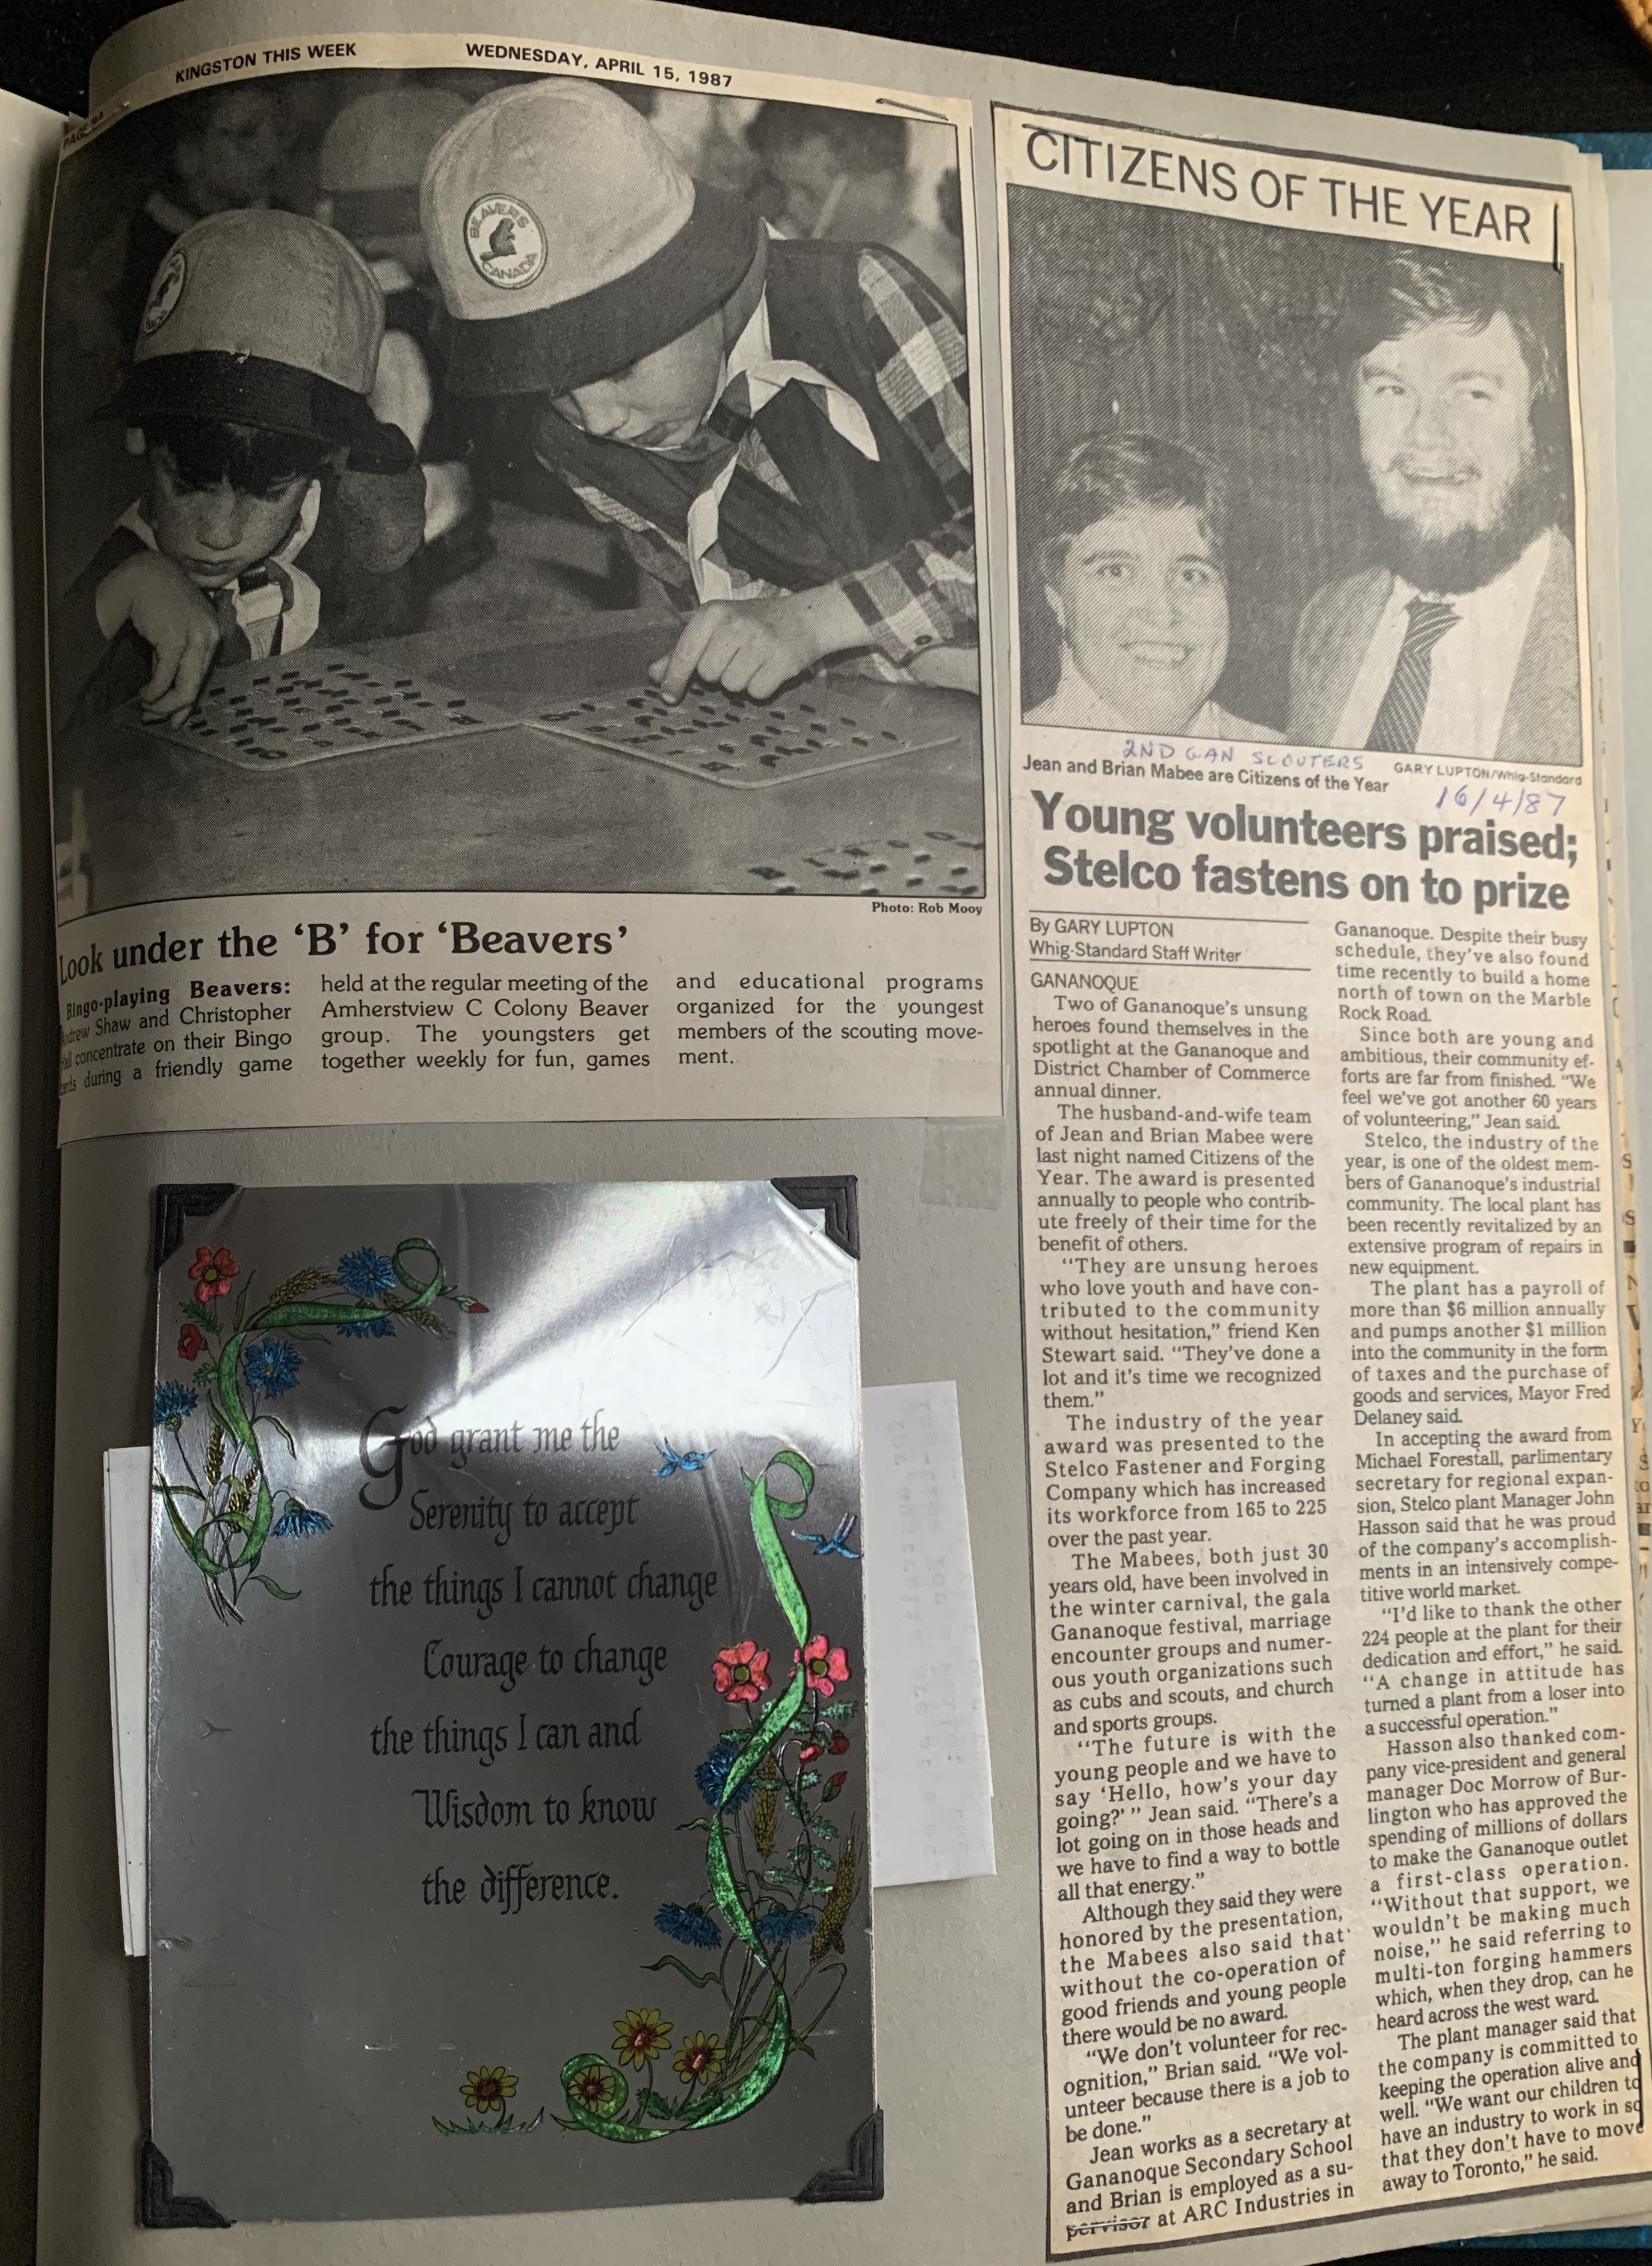 KINGSTON THIS WEEK
WEDNESDAY, APRIL 15, 1987
BEAVERS
CANADA
Photo: Rob Mooy
Look under the ‘B’ for ‘Beavers’
Bingo-playing Beavers:
Shaw and Christopher
concentrate on their Bingo
during a friendly game
held at the regular meeting of the
Amherstview C Colony Beaver
group. The youngsters get
together weekly for fun, games
and educational programs
organized for the youngest
members of the scouting move-
ment.
God grant me the
Serenity to accept
the things I cannot change
Courage to change
the things I can and
Wisdom to know
the difference.
CITIZENS OF THE YEAR
2ND GAN SCOUTERS
Jean and Brian Mabee are Citizens of the Year
GARY LUPTON/Whig-Standard
16/4/87
Young volunteers praised;
Stelco fastens on to prize
By GARY LUPTON
Whig-Standard Staff Writer
GANANOQUE
Two of Gananoque's unsung
heroes found themselves in the
spotlight at the Gananoque and
District Chamber of Commerce
annual dinner.
The husband-and-wife team
of Jean and Brian Mabee were
last night named Citizens of the
Year. The award is presented
annually to people who contrib-
ute freely of their time for the
benefit of others.
“They are unsung heroes
who love youth and have con-
tributed to the community
without hesitation,” friend Ken
Stewart said. “They've done a
lot and it's time we recognized
them.”
The industry of the year
award was presented to the
Stelco Fastener and Forging
Company which has increased
its workforce from 165 to 225
over the past year.
The Mabees, both just 30
years old, have been involved in
the winter carnival, the gala
Gananoque festival, marriage
encounter groups and numer-
ous youth organizations such
as cubs and scouts, and church
and sports groups.
“The future is with the
young people and we have to
say ‘Hello, how's your day
going?’ ” Jean said. “There's a
lot going on in those heads and
we have to find a way to bottle
all that energy.”
Although they said they were
honored by the presentation,
the Mabees also said that
without the co-operation of
good friends and young people
there would be no award.
“We don't volunteer for rec-
ognition,” Brian said. “We vol-
unteer because there is a job to
be done.”
Jean works as a secretary at
Gananoque Secondary School
and Brian is employed as a su-
pervisor at ARC Industries in
Gananoque. Despite their busy
schedule, they've also found
time recently to build a home
north of town on the Marble
Rock Road.
Since both are young and
ambitious, their community ef-
forts are far from finished. “We
feel we've got another 60 years
of volunteering,” Jean said.
Stelco, the industry of the
year, is one of the oldest mem-
bers of Gananoque's industrial
community. The local plant has
been recently revitalized by an
extensive program of repairs in
new equipment.
The plant has a payroll of
more than $6 million annually
and pumps another $1 million
into the community in the form
of taxes and the purchase of
goods and services, Mayor Fred
Delaney said.
In accepting the award from
Michael Forestall, parlimentary
secretary for regional expan-
sion, Stelco plant Manager John
Hasson said that he was proud
of the company's accomplish-
ments in an intensively compe-
titive world market.
“I'd like to thank the other
224 people at the plant for their
dedication and effort,” he said.
“A change in attitude has
turned a plant from a loser into
a successful operation.”
Hasson also thanked com-
pany vice-president and general
manager Doc Morrow of Bur-
lington who has approved the
spending of millions of dollars
to make the Gananoque outlet
a first-class operation.
“Without that support, we
wouldn't be making much
noise,” he said referring to
multi-ton forging hammers
which, when they drop, can he
heard across the west ward.
The plant manager said that
the company is committed to
keeping the operation alive and
well. “We want our children to
have an industry to work in so
that they don't have to move
away to Toronto,” he said.